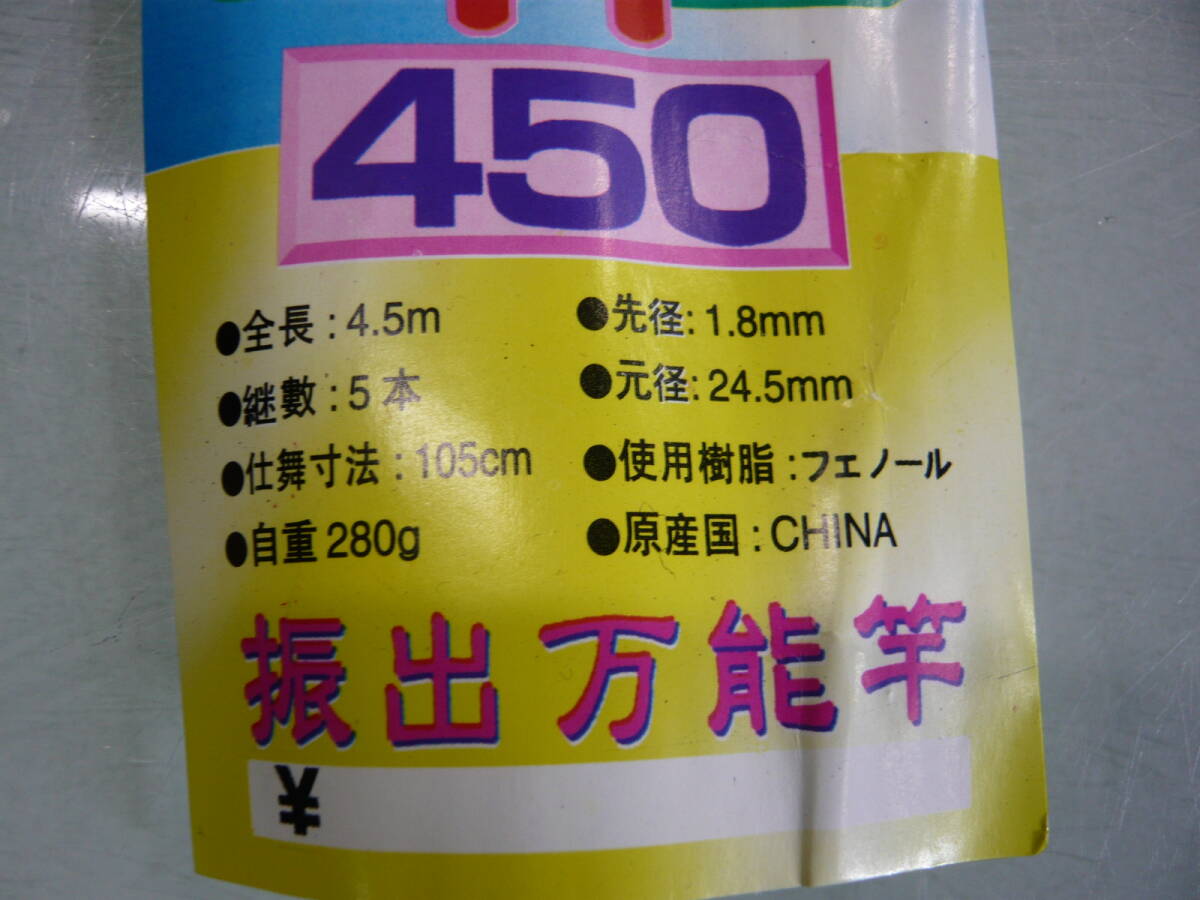 450
●全長：4.5m
●継數：5本
●仕舞寸法：105cm
●自重 280g
●先径：1.8mm
●元径：24.5mm
●使用樹脂：フェノール
●原産国：CHINA
振出万能竿
¥